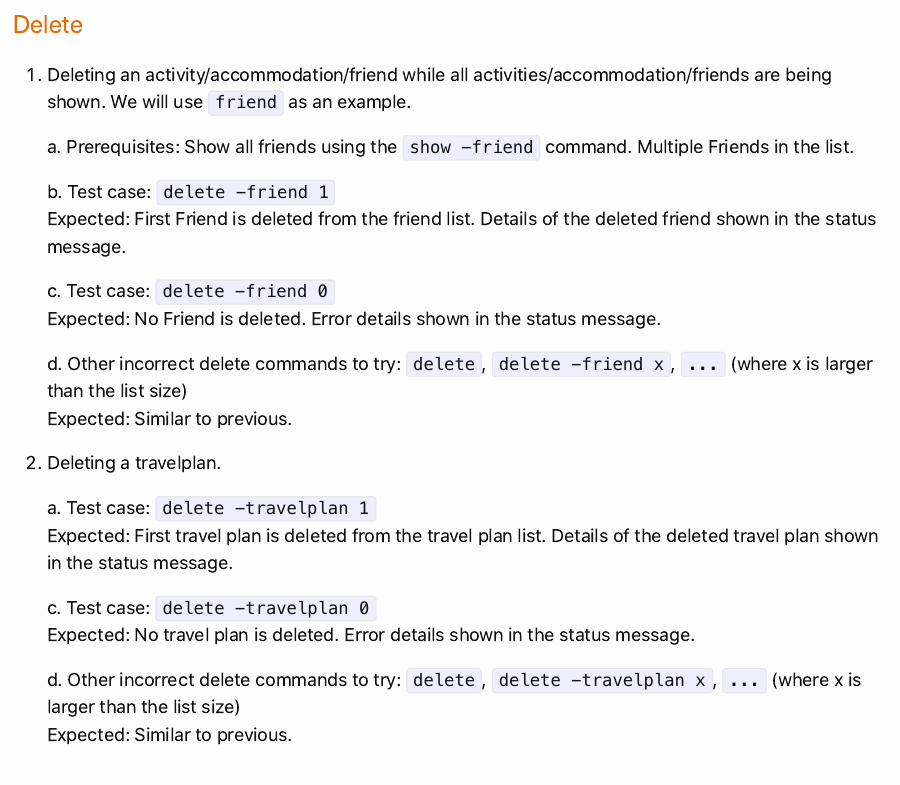 Delete
1. Deleting an activity/accommodation/friend while all activities/accommodation/friends are being
shown. We will use friend as an example.
a. Prerequisites: Show all friends using the show -friend command. Multiple Friends in the list.
b. Test case: delete -friend 1
Expected: First Friend is deleted from the friend list. Details of the deleted friend shown in the status
message.
c. Test case: delete -friend 0
Expected: No Friend is deleted. Error details shown in the status message.
d. Other incorrect delete commands to try: delete, delete -friend x, ... (where x is larger
than the list size)
Expected: Similar to previous.
2. Deleting a travelplan.
a. Test case: delete -travelplan 1
Expected: First travel plan is deleted from the travel plan list. Details of the deleted travel plan shown
in the status message.
c. Test case: delete -travelplan 0
Expected: No travel plan is deleted. Error details shown in the status message.
d. Other incorrect delete commands to try: delete, delete -travelplan x, ... (where x is
larger than the list size)
Expected: Similar to previous.